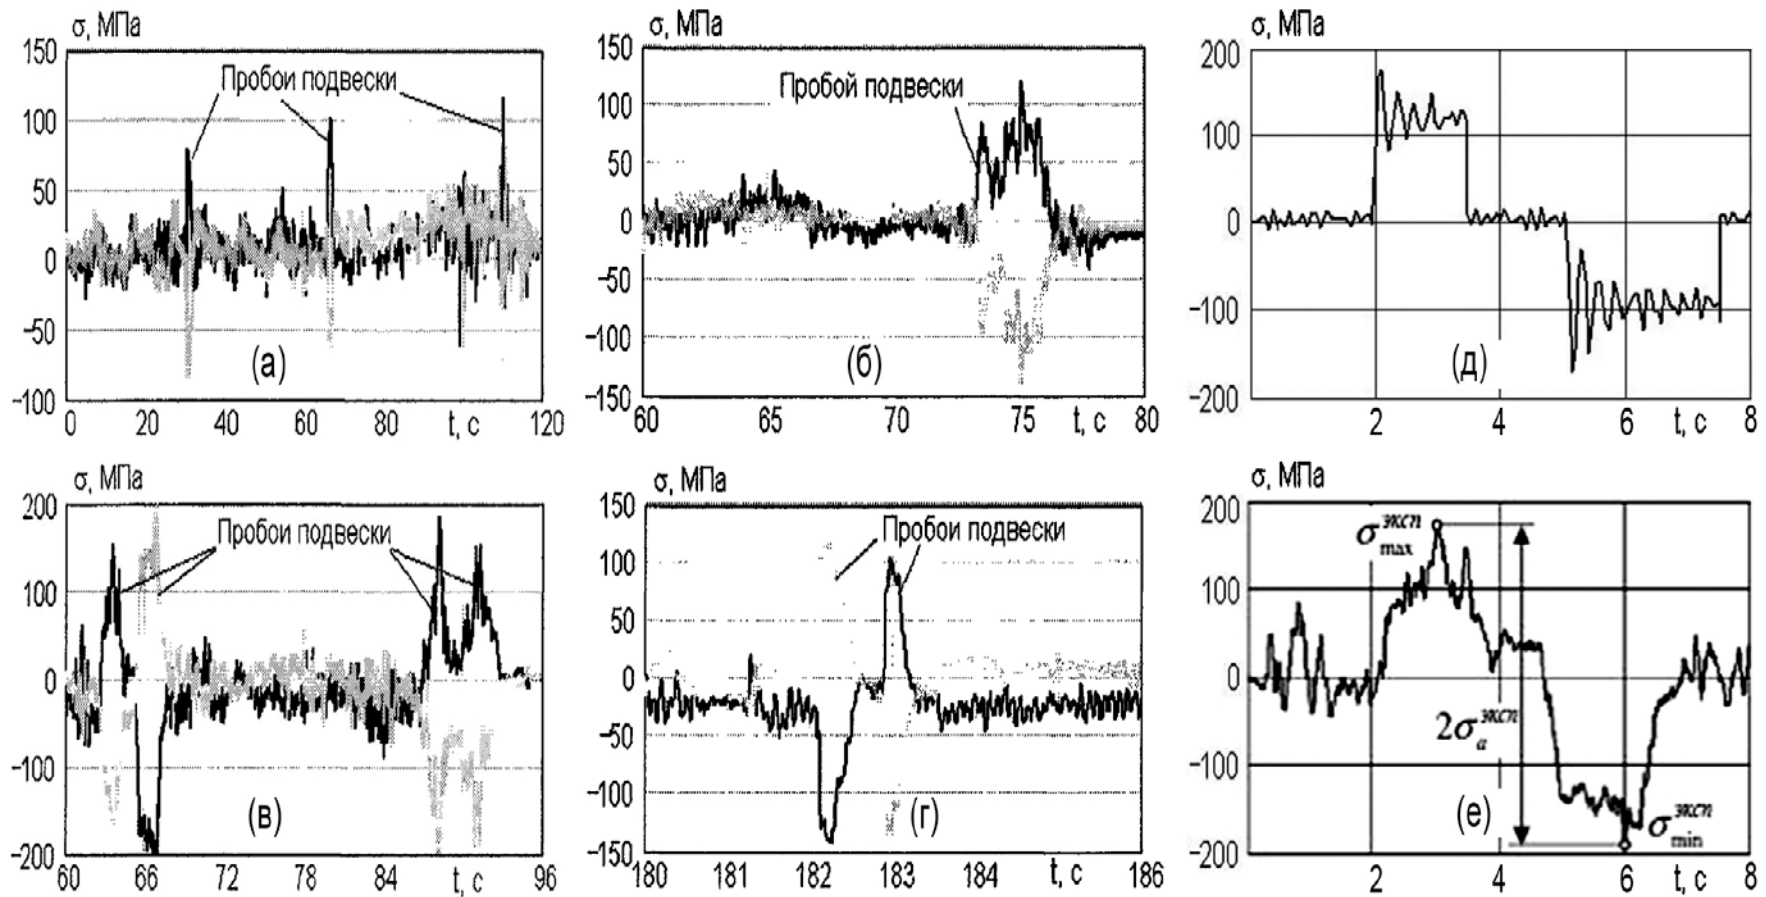 σ, МПа
150
100
50
0
−50
−100
Пробои подвески
(а)
0 20 40 60 80 t, с 120
σ, МПа
150
100
50
0
−50
−100
−150
Пробой подвески
(б)
60 65 70 75 t, с 80
σ, МПа
200
100
0
−100
−200
(д)
2 4 6 t, с 8
σ, МПа
200
100
0
−100
−200
Пробои подвески
(в)
60 66 72 78 84 t, с 96
σ, МПа
150
100
50
0
−50
−100
−150
Пробои подвески
(г)
180 181 182 183 184 t, с 186
σ, МПа
200
100
0
−100
−200
σ max эксп
2σ a эксп
σ min эксп
(е)
2 4 6 t, с 8